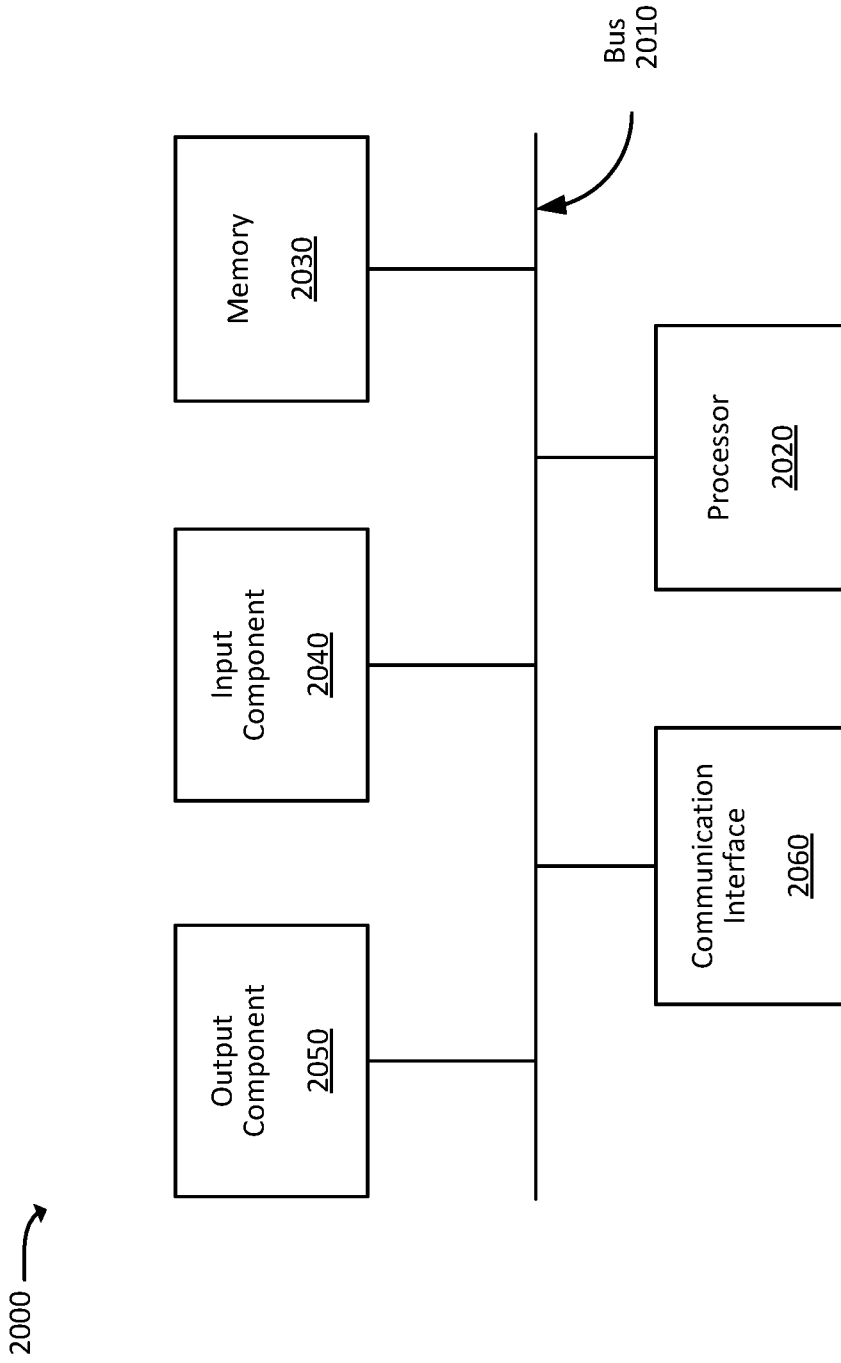 2000
Output
Component
2050
Input
Component
2040
Memory
2030
Bus
2010
Communication
Interface
2060
Processor
2020